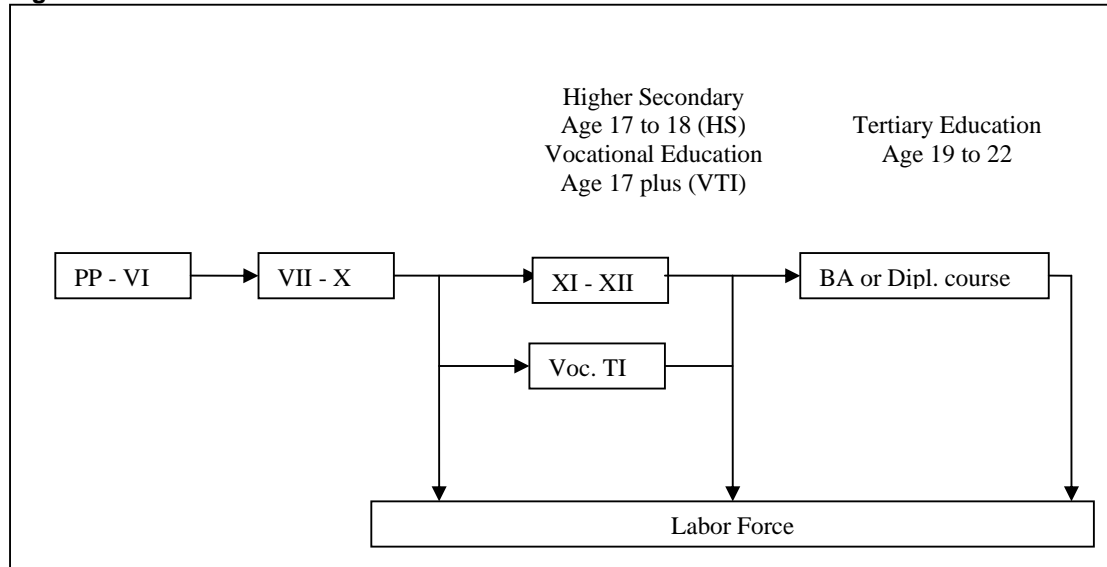 Higher Secondary
Age 17 to 18 (HS)
Vocational Education
Age 17 plus (VTI)
Tertiary Education
Age 19 to 22
PP - VI
VII - X
XI - XII
BA or Dipl. course
Voc. TI
Labor Force